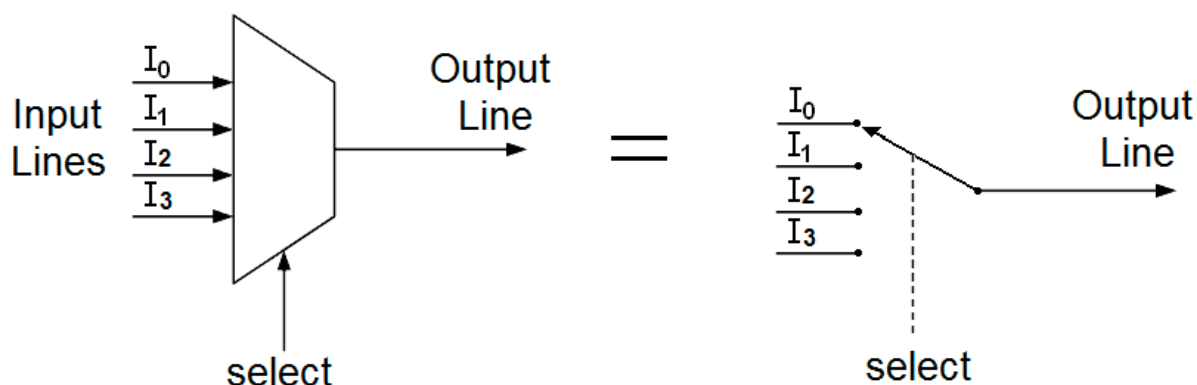 Input
Lines
I₀
I₁
I₂
I₃
Output
Line
select
=
I₀
I₁
I₂
I₃
Output
Line
select